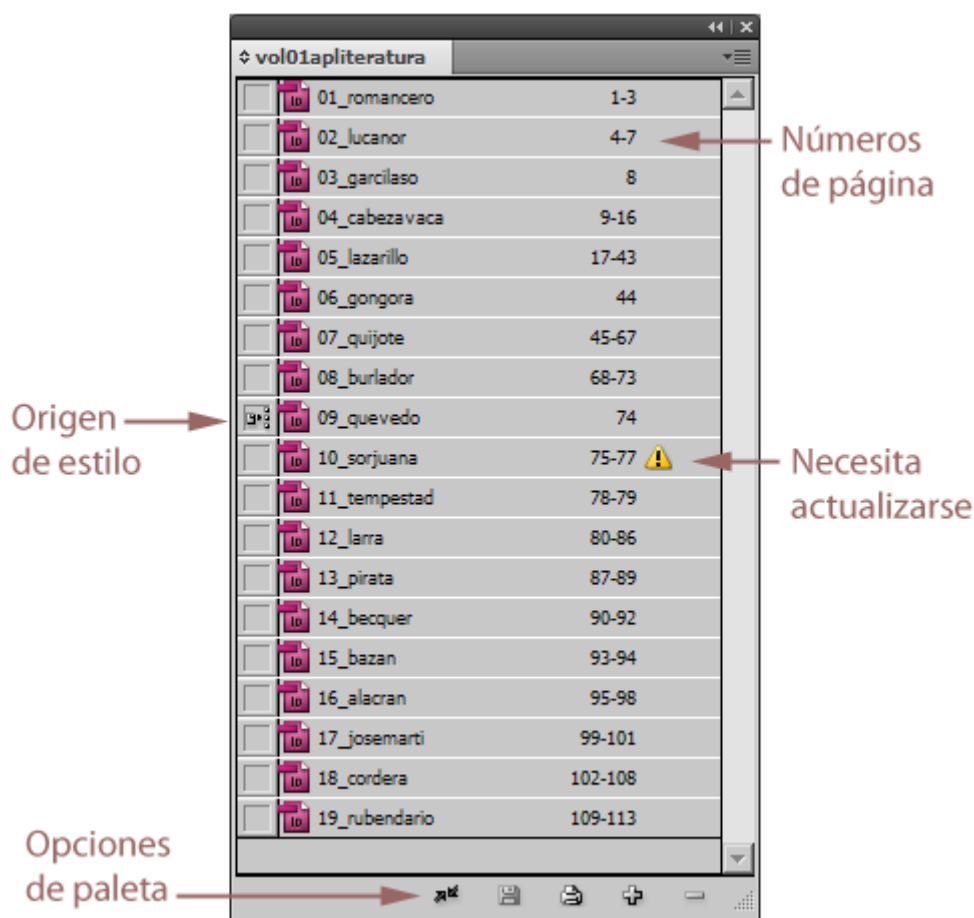 vol01apliteratura
01_romancero 1-3
02_lucanor 4-7
03_garcilaso 8
04_cabezavaca 9-16
05_lazarillo 17-43
06_gongora 44
07_quijote 45-67
08_burlador 68-73
09_quevedo 74
10_sorjuana 75-77
11_tempestad 78-79
12_larra 80-86
13_pirata 87-89
14_becquer 90-92
15_bazan 93-94
16_alacran 95-98
17_josemarti 99-101
18_cordera 102-108
19_rubendario 109-113
Números
de página
Origen
de estilo
Necesita
actualizarse
Opciones
de paleta